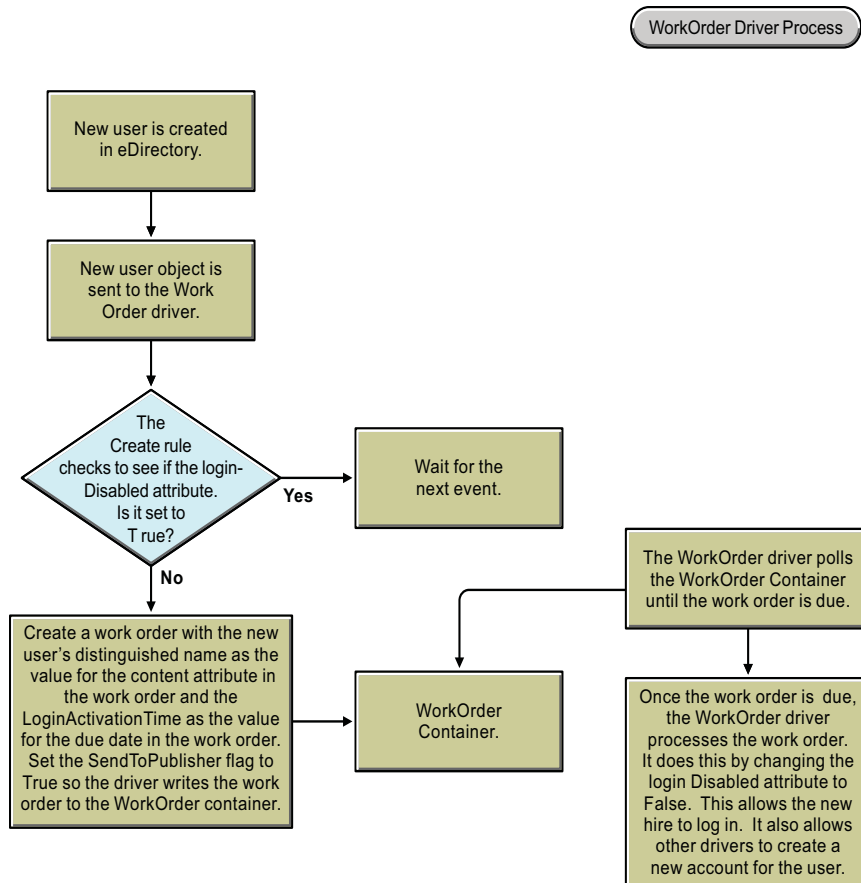 WorkOrder Driver Process
New user is created
in eDirectory.
New user object is
sent to the Work
Order driver.
The
Create rule
checks to see if the login-
Disabled attribute.
Is it set to
T rue?
Yes
No
Wait for the
next event.
The WorkOrder driver polls
the WorkOrder Container
until the work order is due.
Create a work order with the new
user's distinguished name as the
value for the content attribute in
the work order and the
LoginActivationTime as the value
for the due date in the work order.
Set the SendToPublisher flag to
True so the driver writes the work
order to the WorkOrder container.
WorkOrder
Container.
Once the work order is due,
the WorkOrder driver
processes the work order.
It does this by changing the
login Disabled attribute to
False. This allows the new
hire to log in. It also allows
other drivers to create a
new account for the user.